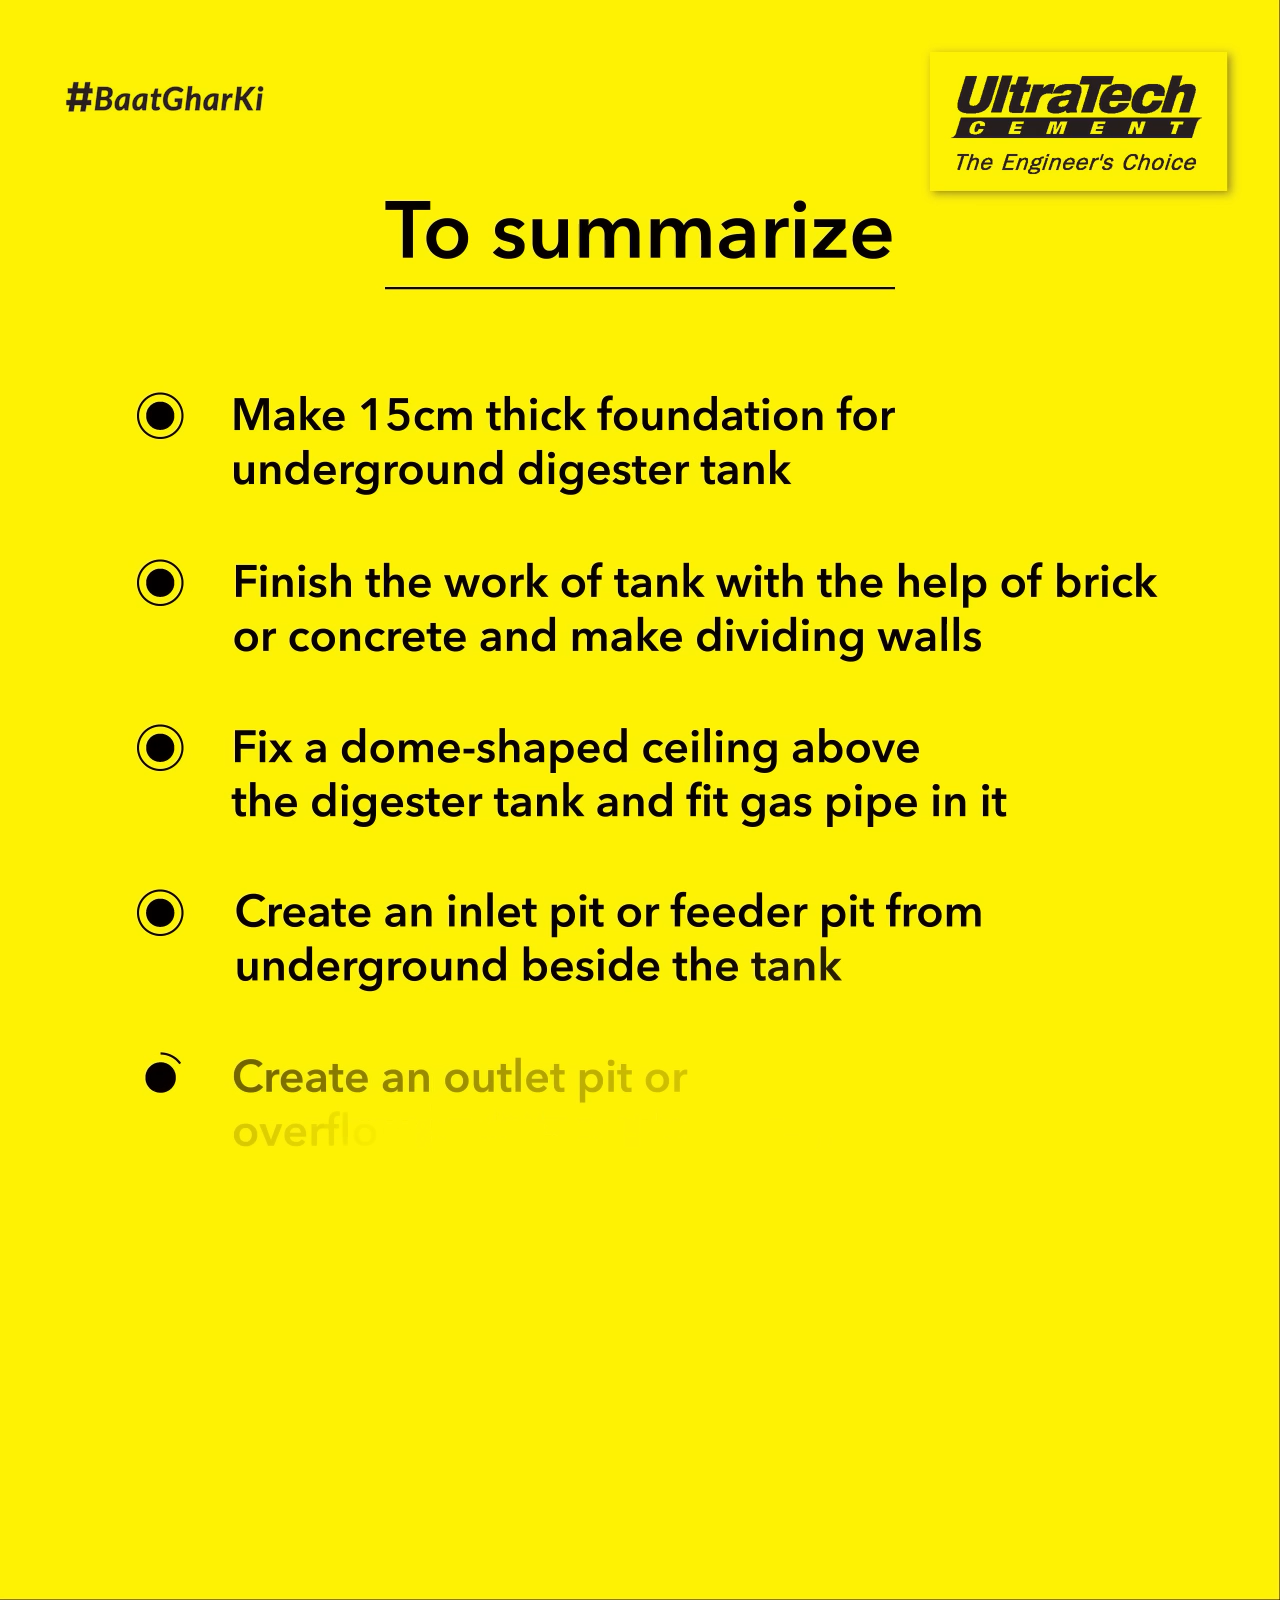 #BaatGharKi
UltraTech
CEMENT
The Engineer's Choice
To summarize
Make 15cm thick foundation for
underground digester tank
Finish the work of tank with the help of brick
or concrete and make dividing walls
Fix a dome-shaped ceiling above
the digester tank and fit gas pipe in it
Create an inlet pit or feeder pit from
underground beside the tank
Create an outlet pit or
overflo